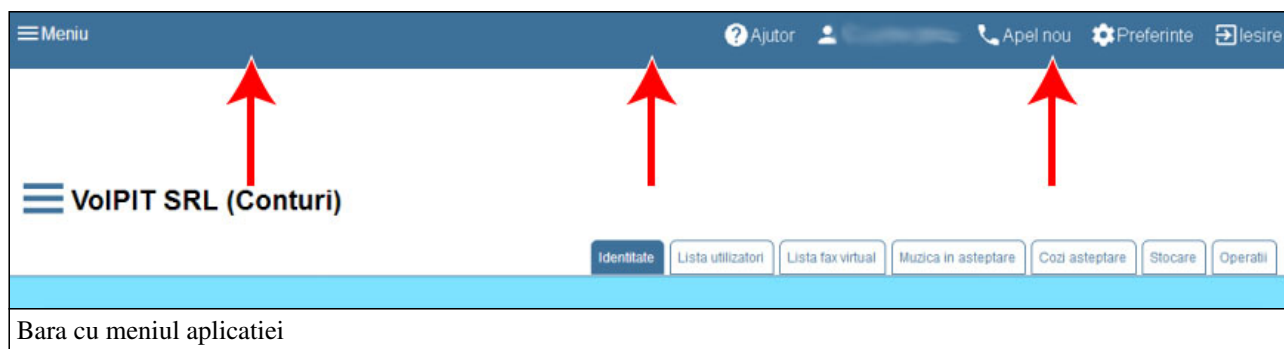 Meniu Ajutor Apel nou Preferinte Iesire
VoIPIT SRL (Conturi)
Identitate Lista utilizatori Lista fax virtual Muzica in asteptare Cozi asteptare Stocare Operatii
Bara cu meniul aplicatiei